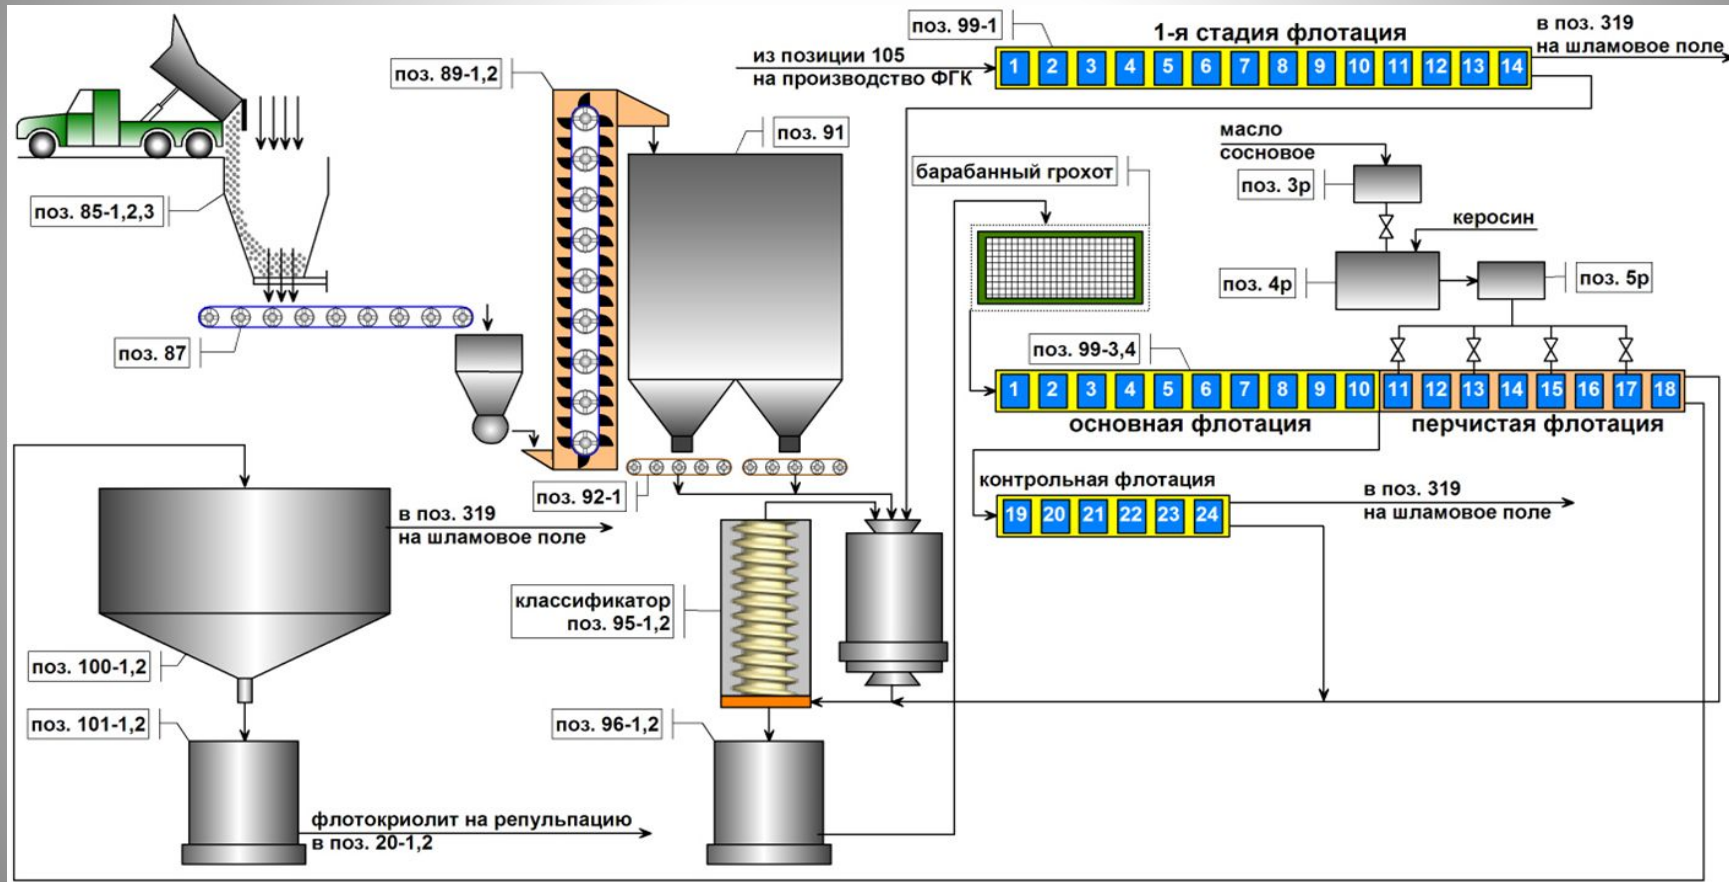 поз. 99-1
1-я стадия флотация
в поз. 319
на шламовое поле
из позиции 105
на производство ФГК
1 2 3 4 5 6 7 8 9 10 11 12 13 14
поз. 89-1,2
поз. 91
масло
сосновое
барабанный грохот
поз. 3р
поз. 85-1,2,3
керосин
поз. 4р
поз. 5р
поз. 87
поз. 99-3,4
1 2 3 4 5 6 7 8 9 10 11 12 13 14 15 16 17 18
основная флотация
перчистая флотация
контрольная флотация
19 20 21 22 23 24
в поз. 319
на шламовое поле
поз. 92-1
в поз. 319
на шламовое поле
классификатор
поз. 95-1,2
поз. 100-1,2
поз. 101-1,2
поз. 96-1,2
флотокриолит на репульпацию
в поз. 20-1,2